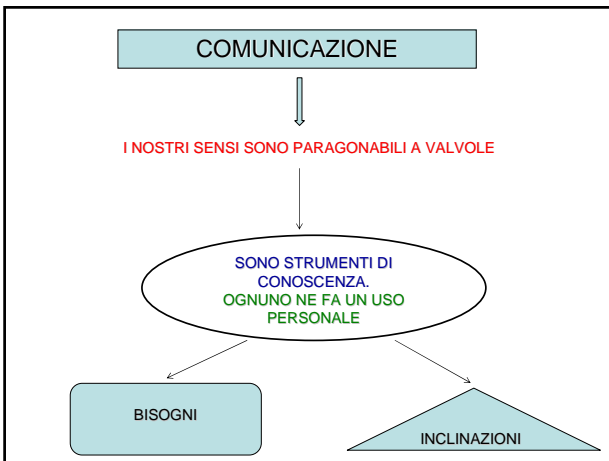 COMUNICAZIONE
I NOSTRI SENSI SONO PARAGONABILI A VALVOLE
SONO STRUMENTI DI
CONOSCENZA.
OGNUNO NE FA UN USO
PERSONALE
BISOGNI
INCLINAZIONI